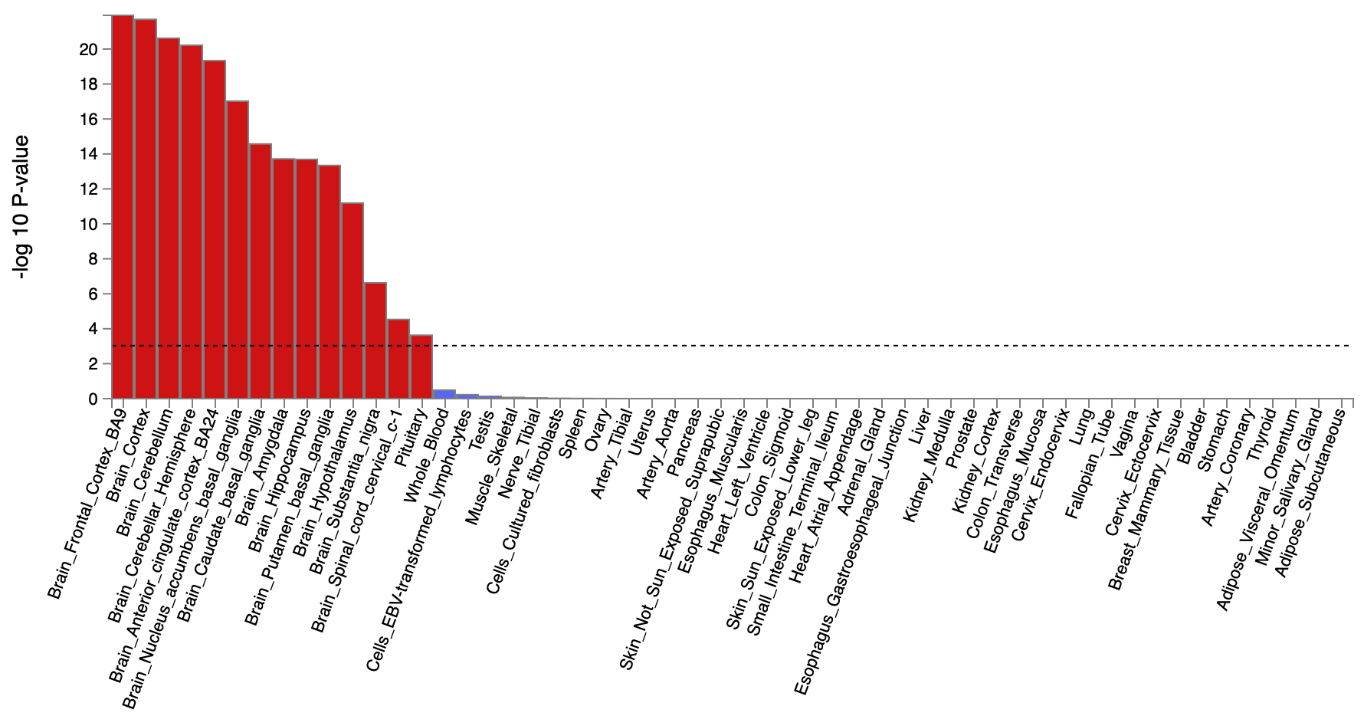 -log 10 P-value
20
18
16
14
12
10
8
6
4
2
0
Brain_Frontal_Cortex_BA9
Brain_Cortex
Brain_Cerebellum
Brain_Cerebellar_Hemisphere
Brain_Anterior_cingulate_cortex_BA24
Brain_Nucleus_accumbens_basal_ganglia
Brain_Caudate_basal_ganglia
Brain_Amygdala
Brain_Hippocampus
Brain_Putamen_basal_ganglia
Brain_Hypothalamus
Brain_Substantia_nigra
Brain_Spinal_cord_cervical_c-1
Pituitary
Whole_Blood
Cells_EBV-transformed_lymphocytes
Testis
Muscle_Skeletal
Nerve_Tibial
Cells_Cultured_fibroblasts
Spleen
Ovary
Artery_Tibial
Uterus
Artery_Aorta
Pancreas
Skin_Not_Sun_Exposed_Suprapubic
Esophagus_Muscularis
Heart_Left_Ventricle
Colon_Sigmoid
Skin_Sun_Exposed_Lower_leg
Small_Intestine_Terminal_Ileum
Heart_Atrial_Appendage
Adrenal_Gland
Esophagus_Gastroesophageal_Junction
Liver
Kidney_Medulla
Prostate
Kidney_Cortex
Colon_Transverse
Esophagus_Mucosa
Cervix_Endocervix
Lung
Fallopian_Tube
Vagina
Cervix_Ectocervix
Breast_Mammary_Tissue
Bladder
Stomach
Artery_Coronary
Thyroid
Adipose_Visceral_Omentum
Minor_Salivary_Gland
Adipose_Subcutaneous